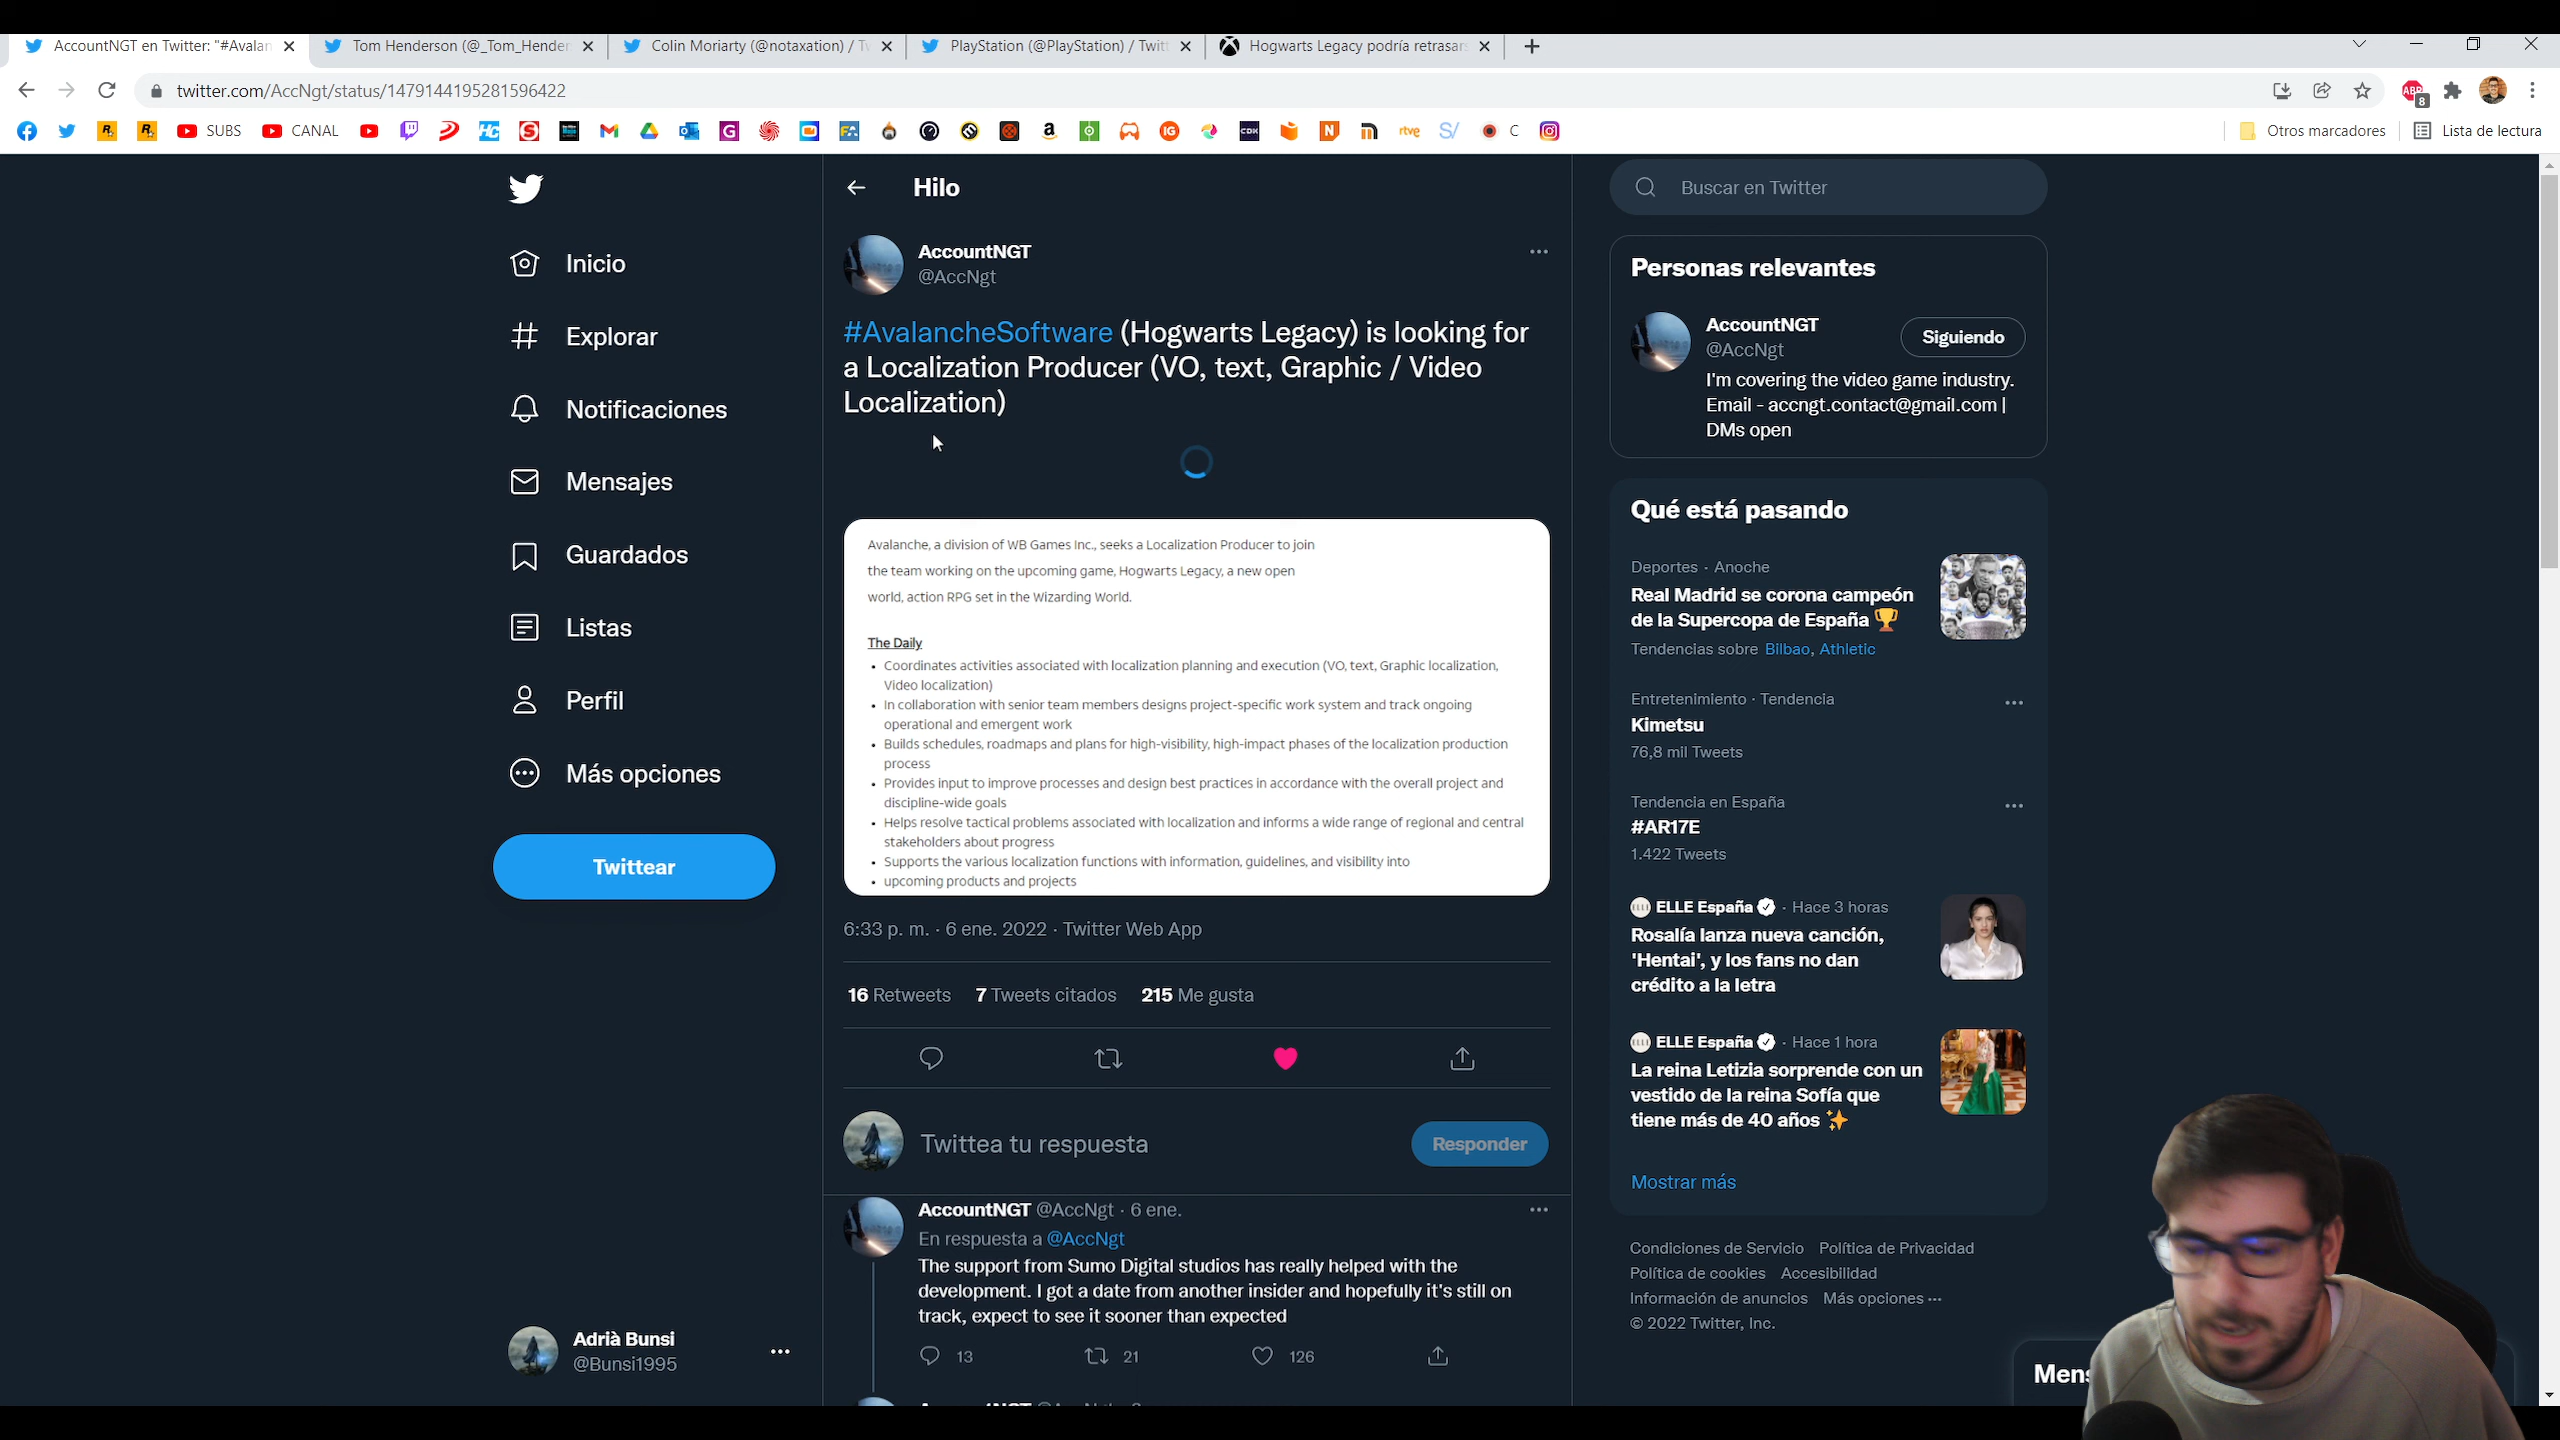 AccountNGT en Twitter: "#Avalan
Tom Henderson (@_Tom_Hender
Colin Moriarty (@notaxation) / Tw
PlayStation (@PlayStation) / Twitt
Hogwarts Legacy podría retrasars
twitter.com/AccNgt/status/1479144195281596422
ABP
8
SUBS
CANAL
rtve
C
Otros marcadores
Lista de lectura
Hilo
Buscar en Twitter
Inicio
Explorar
Notificaciones
Mensajes
Guardados
Listas
Perfil
Más opciones
Twittear
Adrià Bunsi
@Bunsi1995
AccountNGT
@AccNgt
#AvalancheSoftware (Hogwarts Legacy) is looking for
a Localization Producer (VO, text, Graphic / Video
Localization)
Avalanche, a division of WB Games Inc., seeks a Localization Producer to join
the team working on the upcoming game, Hogwarts Legacy, a new open
world, action RPG set in the Wizarding World.
The Daily
• Coordinates activities associated with localization planning and execution (VO, text, Graphic localization,
Video localization)
• In collaboration with senior team members designs project-specific work system and track ongoing
operational and emergent work
• Builds schedules, roadmaps and plans for high-visibility, high-impact phases of the localization production
process
• Provides input to improve processes and design best practices in accordance with the overall project and
discipline-wide goals
• Helps resolve tactical problems associated with localization and informs a wide range of regional and central
stakeholders about progress
• Supports the various localization functions with information, guidelines, and visibility into
• upcoming products and projects
6:33 p. m. · 6 ene. 2022 · Twitter Web App
16 Retweets 7 Tweets citados 215 Me gusta
Twittea tu respuesta
Responder
AccountNGT @AccNgt · 6 ene.
En respuesta a @AccNgt
The support from Sumo Digital studios has really helped with the
development. I got a date from another insider and hopefully it's still on
track, expect to see it sooner than expected
13 21 126
Personas relevantes
AccountNGT
@AccNgt
Siguiendo
I'm covering the video game industry.
Email - accngt.contact@gmail.com |
DMs open
Qué está pasando
Deportes · Anoche
Real Madrid se corona campeón
de la Supercopa de España 🏆
Tendencias sobre Bilbao, Athletic
Entretenimiento · Tendencia
Kimetsu
76,8 mil Tweets
Tendencia en España
#AR17E
1.422 Tweets
ELLE España · Hace 3 horas
Rosalía lanza nueva canción,
'Hentai', y los fans no dan
crédito a la letra
ELLE España · Hace 1 hora
La reina Letizia sorprende con un
vestido de la reina Sofía que
tiene más de 40 años ✨
Mostrar más
Condiciones de Servicio Política de Privacidad
Política de cookies Accesibilidad
Información de anuncios Más opciones ···
© 2022 Twitter, Inc.
Mens